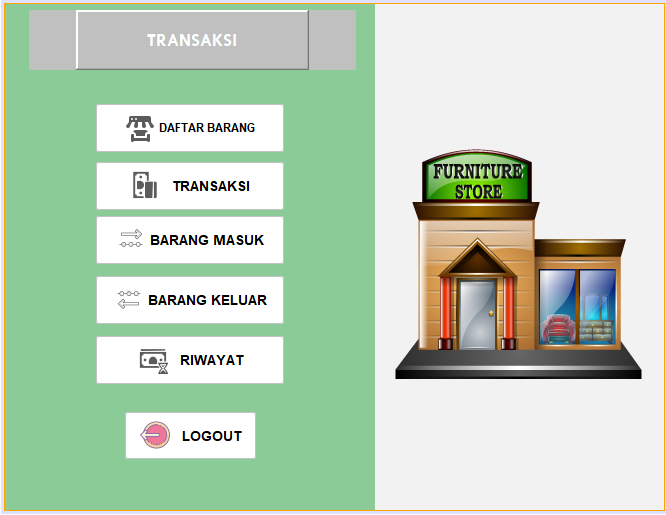 TRANSAKSI
DAFTAR BARANG
TRANSAKSI
BARANG MASUK
BARANG KELUAR
RIWAYAT
LOGOUT
FURNITURE
STORE